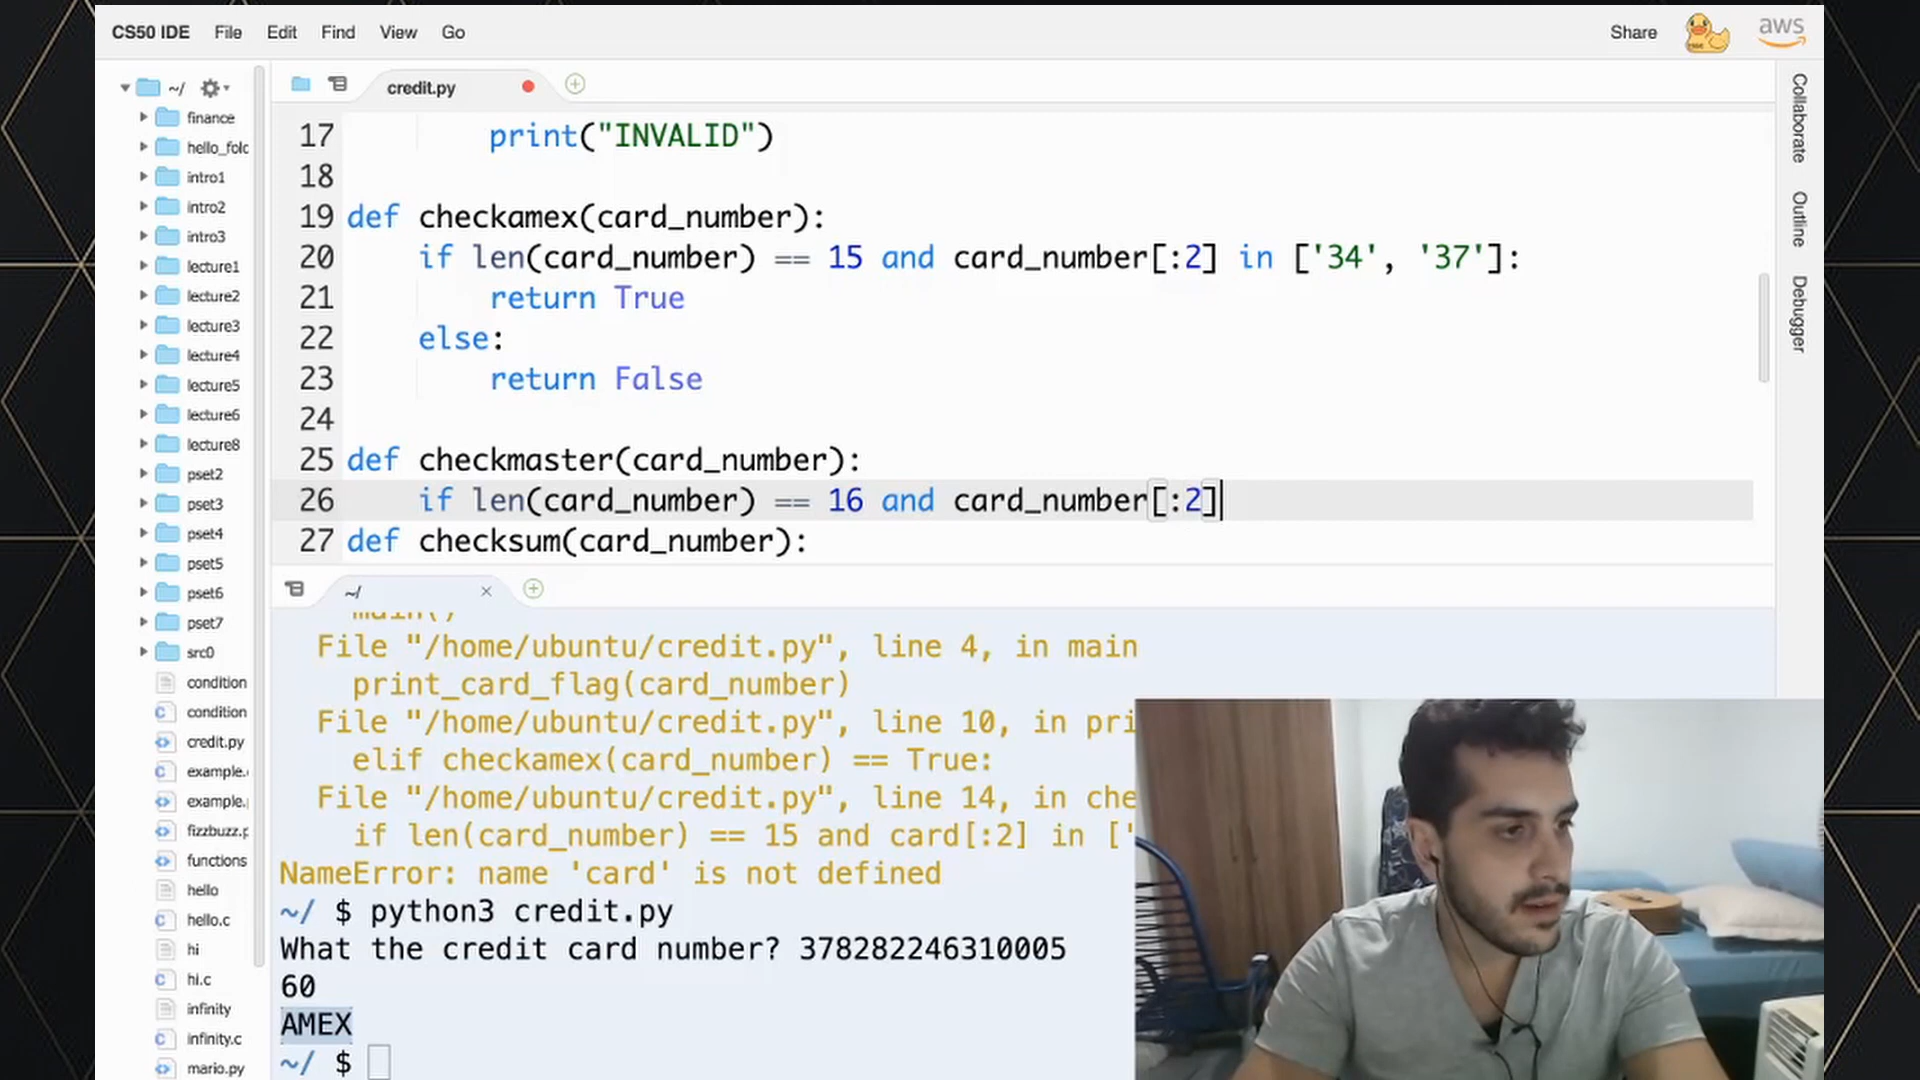 CS50 IDE File Edit Find View Go Share aws
~/
finance
hello_folc
intro1
intro2
intro3
lecture1
lecture2
lecture3
lecture4
lecture5
lecture6
lecture8
pset2
pset3
pset4
pset5
pset6
pset7
src0
condition
condition
credit.py
example.
example.
fizzbuzz.p
functions
hello
hello.c
hi
hi.c
infinity
infinity.c
mario.py
credit.py
17 print("INVALID")
18
19 def checkamex(card_number):
20 if len(card_number) == 15 and card_number[:2] in ['34', '37']:
21 return True
22 else:
23 return False
24
25 def checkmaster(card_number):
26 if len(card_number) == 16 and card_number[:2]
27 def checksum(card_number):
~/
main()
File "/home/ubuntu/credit.py", line 4, in main
print_card_flag(card_number)
File "/home/ubuntu/credit.py", line 10, in pri
elif checkamex(card_number) == True:
File "/home/ubuntu/credit.py", line 14, in che
if len(card_number) == 15 and card[:2] in ['
NameError: name 'card' is not defined
~/ $ python3 credit.py
What the credit card number? 378282246310005
60
AMEX
~/ $
Collaborate
Outline
Debugger